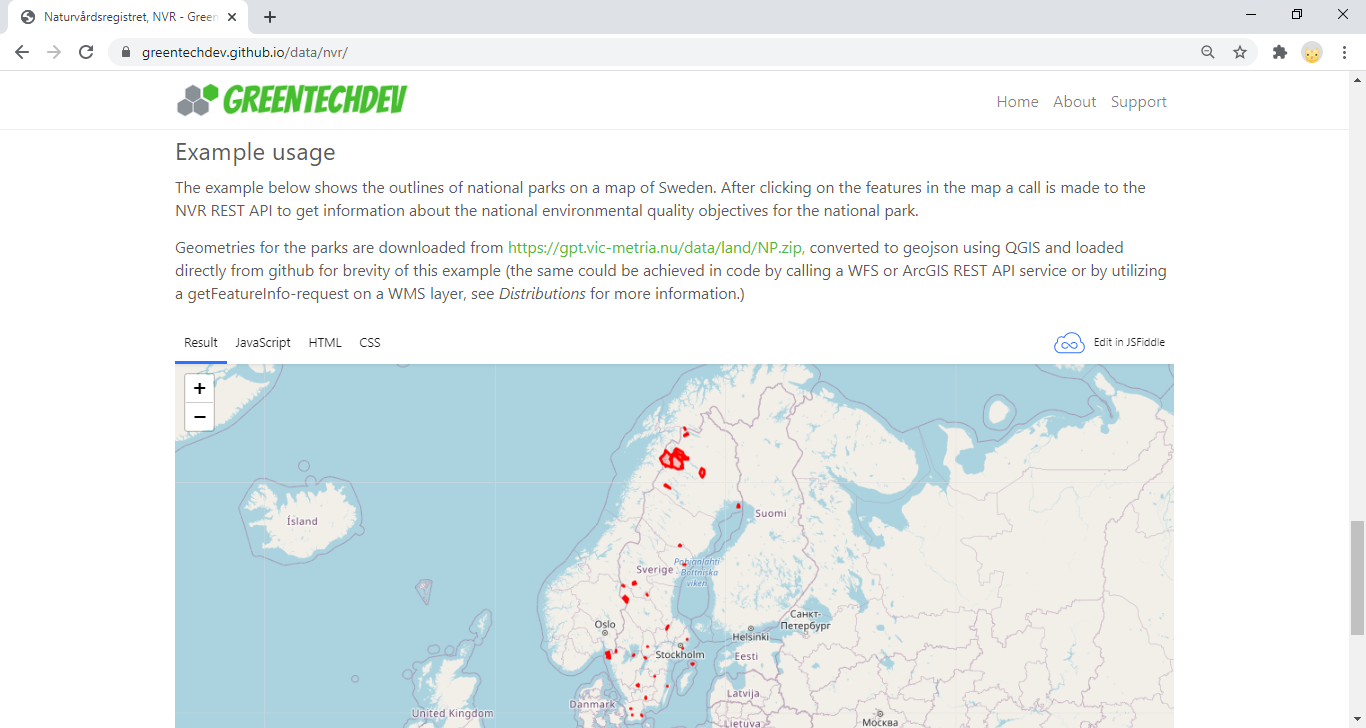 Naturvårdsregistret, NVR - Green
greentechdev.github.io/data/nvr/
GREENTECHDEV
Home About Support
Example usage
The example below shows the outlines of national parks on a map of Sweden. After clicking on the features in the map a call is made to the
NVR REST API to get information about the national environmental quality objectives for the national park.
Geometries for the parks are downloaded from https://gpt.vic-metria.nu/data/land/NP.zip, converted to geojson using QGIS and loaded
directly from github for brevity of this example (the same could be achieved in code by calling a WFS or ArcGIS REST API service or by utilizing
a getFeatureInfo-request on a WMS layer, see Distributions for more information.)
Result JavaScript HTML CSS Edit in JSFiddle
+
−
Ísland
Suomi
Pohjanlahti
Bottniska
viken
Sverige
Oslo
Санкт-
Петербург
Helsinki
Stockholm
Eesti
Latvija
Danmark
United Kingdom
Lietuva
Москва